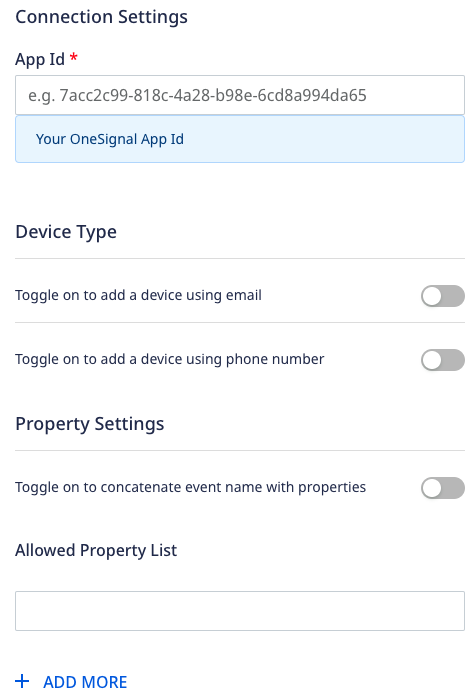 Connection Settings
App Id *
e.g. 7acc2c99-818c-4a28-b98e-6cd8a994da65
Your OneSignal App Id
Device Type
Toggle on to add a device using email
Toggle on to add a device using phone number
Property Settings
Toggle on to concatenate event name with properties
Allowed Property List
+ ADD MORE